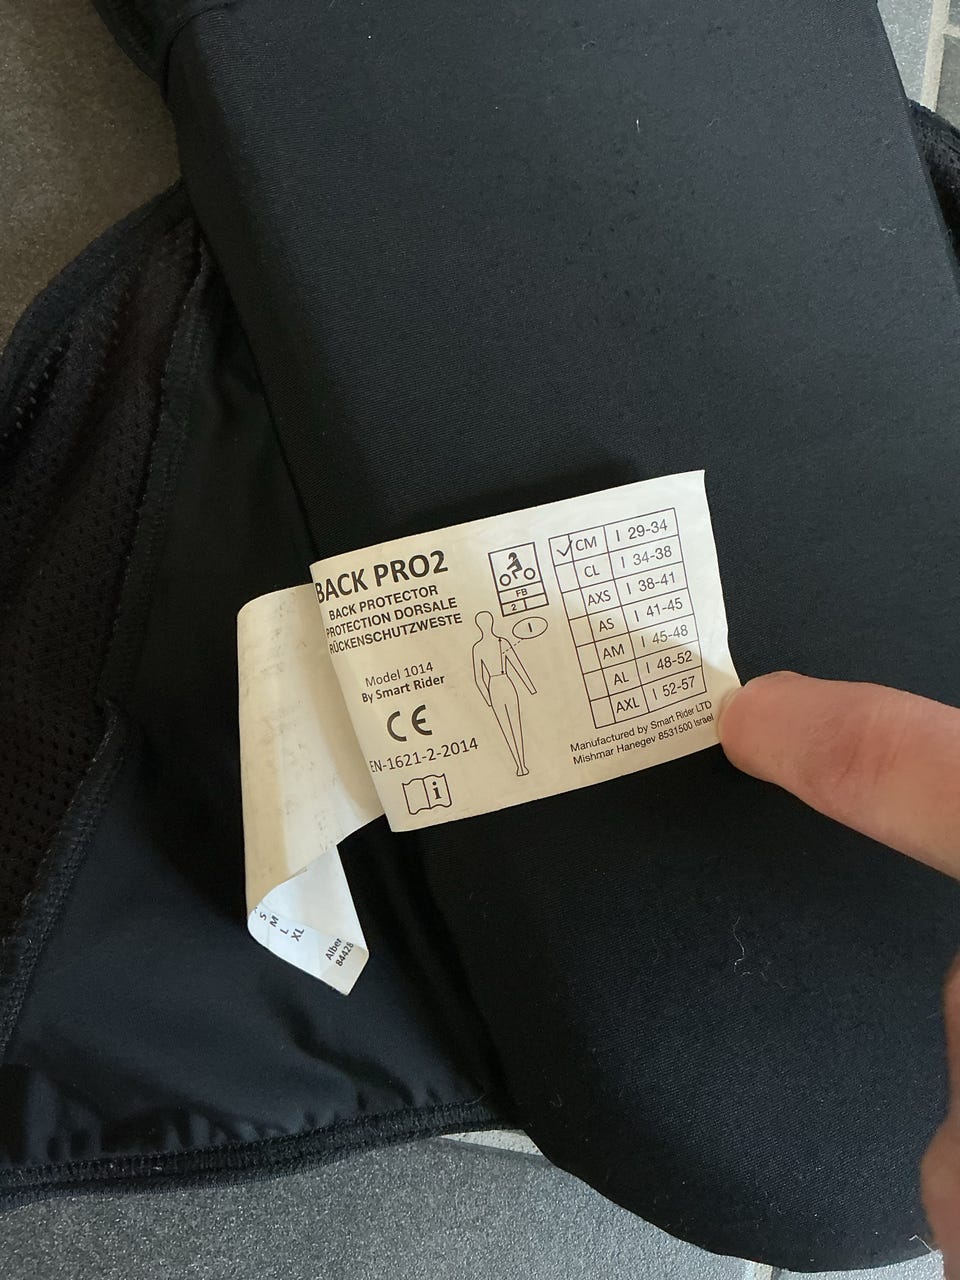 BACK PRO2
BACK PROTECTOR
PROTECTION DORSALE
RÜCKENSCHUTZWESTE
Model 1014
By Smart Rider
CE
EN-1621-2-2014
i
FB
2
I
CM I 29-34
CL I 34-38
AXS I 38-41
AS I 41-45
AM I 45-48
AL I 48-52
AXL I 52-57
Manufactured by Smart Rider LTD
Mishmar Hanegev 8531500 Israel
S
M
L
XL